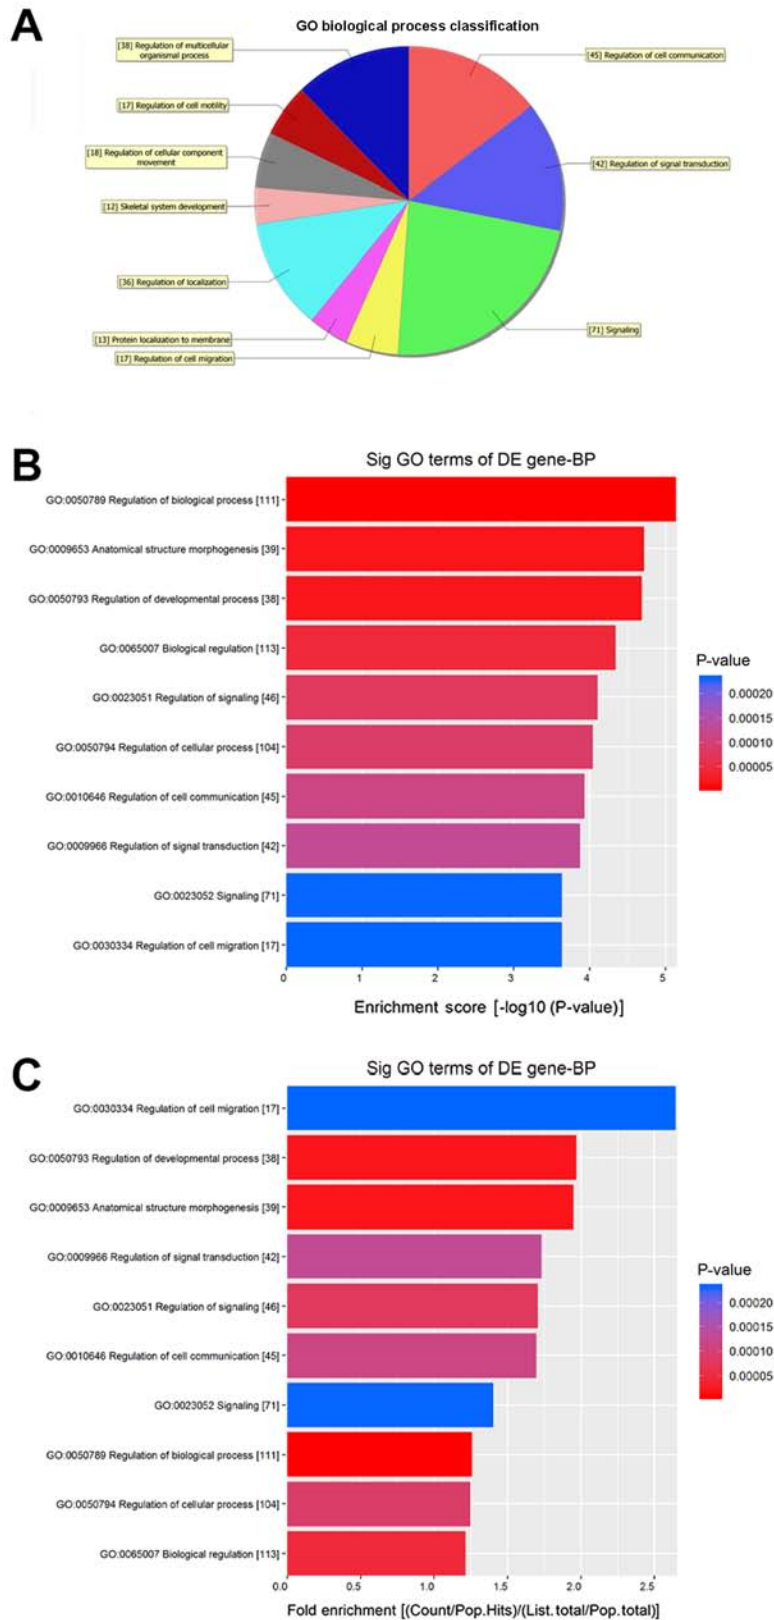 A
GO biological process classification
[38] Regulation of multicellular
organismal process
[45] Regulation of cell communication
[17] Regulation of cell motility
[18] Regulation of cellular component
movement
[42] Regulation of signal transduction
[12] Skeletal system development
[36] Regulation of localization
[13] Protein localization to membrane
[71] Signaling
[17] Regulation of cell migration
B
Sig GO terms of DE gene-BP
GO:0050789 Regulation of biological process [111]
GO:0009653 Anatomical structure morphogenesis [39]
GO:0050793 Regulation of developmental process [38]
GO:0065007 Biological regulation [113]
GO:0023051 Regulation of signaling [46]
GO:0050794 Regulation of cellular process [104]
GO:0010646 Regulation of cell communication [45]
GO:0009966 Regulation of signal transduction [42]
GO:0023052 Signaling [71]
GO:0030334 Regulation of cell migration [17]
0 1 2 3 4 5
Enrichment score [-log10 (P-value)]
P-value
0.00020
0.00015
0.00010
0.00005
C
Sig GO terms of DE gene-BP
GO:0030334 Regulation of cell migration [17]
GO:0050793 Regulation of developmental process [38]
GO:0009653 Anatomical structure morphogenesis [39]
GO:0009966 Regulation of signal transduction [42]
GO:0023051 Regulation of signaling [46]
GO:0010646 Regulation of cell communication [45]
GO:0023052 Signaling [71]
GO:0050789 Regulation of biological process [111]
GO:0050794 Regulation of cellular process [104]
GO:0065007 Biological regulation [113]
0.0 0.5 1.0 1.5 2.0 2.5
Fold enrichment [(Count/Pop.Hits)/(List.total/Pop.total)]
P-value
0.00020
0.00015
0.00010
0.00005